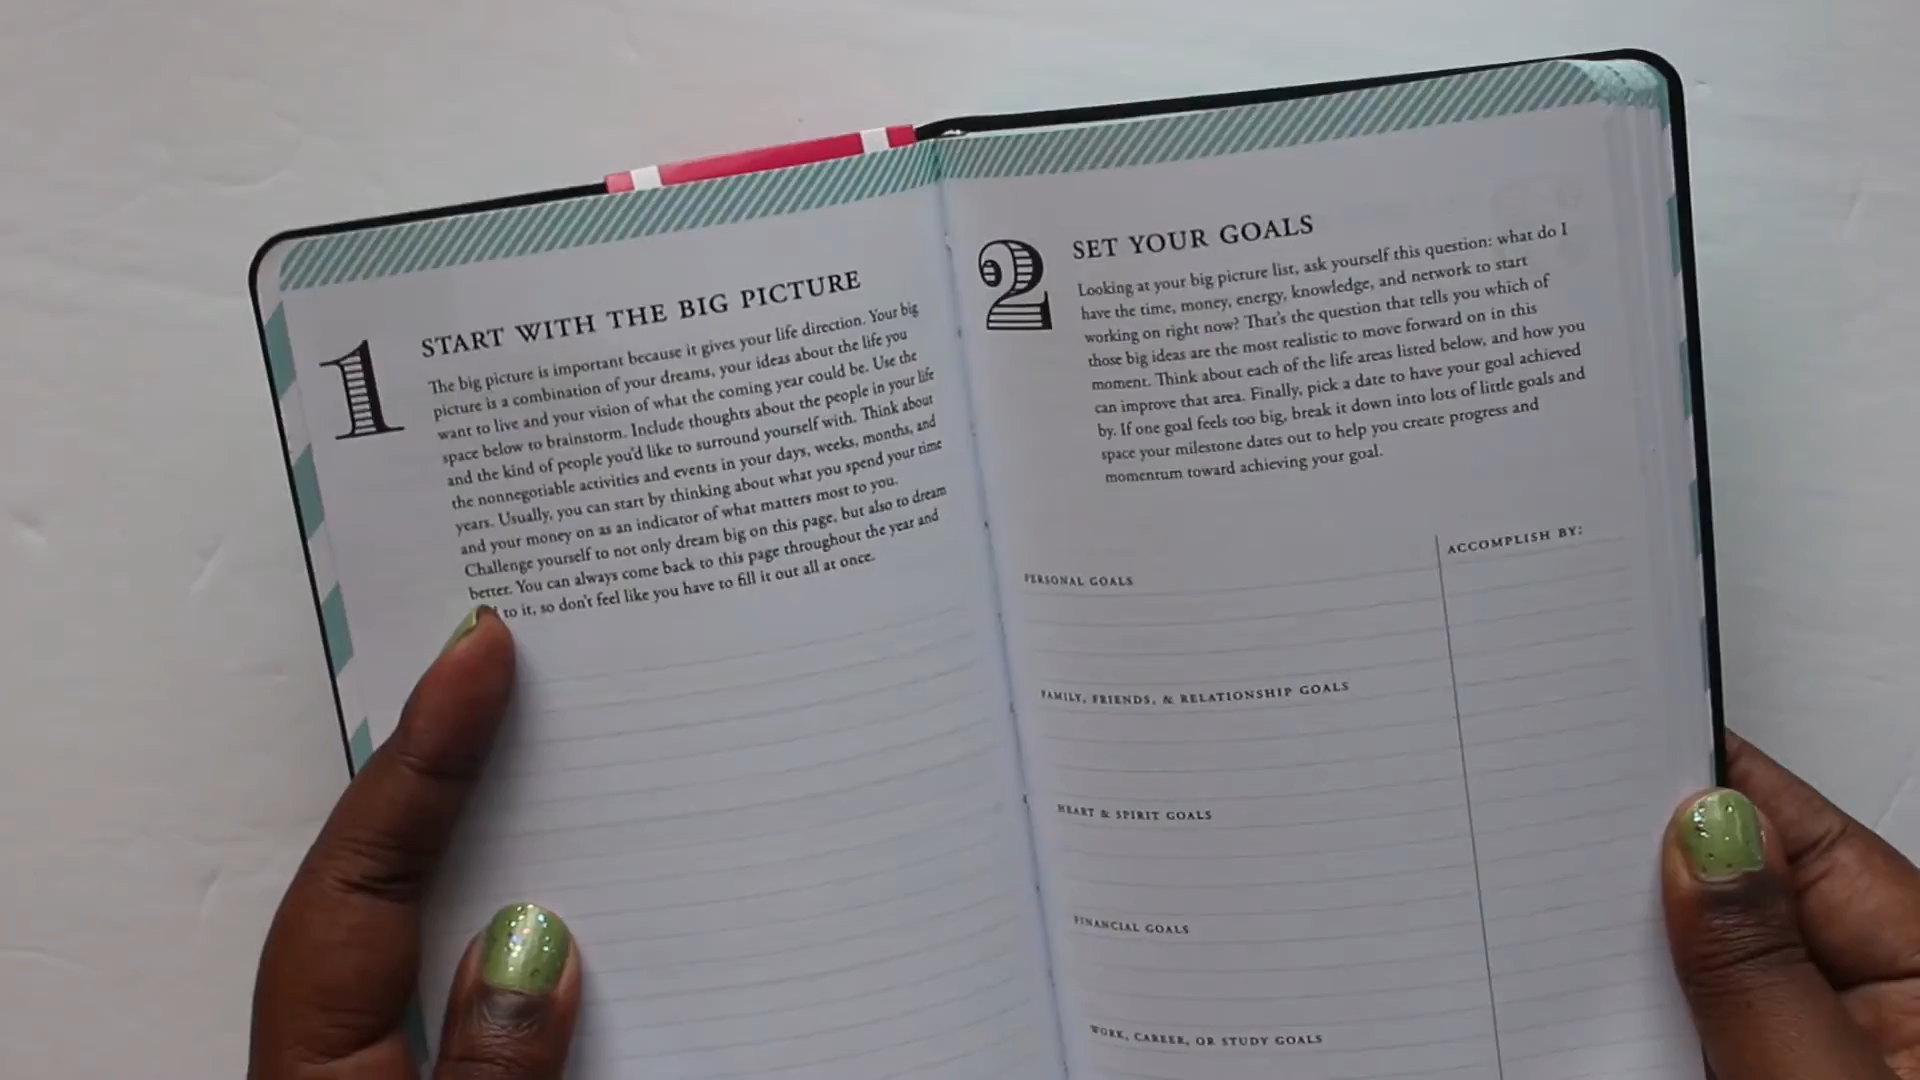 1
START WITH THE BIG PICTURE
The big picture is important because it gives your life direction. Your big
picture is a combination of your dreams, your ideas about the life you
want to live and your vision of what the coming year could be. Use the
space below to brainstorm. Include thoughts about the people in your life
and the kind of people you'd like to surround yourself with. Think about
the nonnegotiable activities and events in your days, weeks, months, and
years. Usually, you can start by thinking about what you spend your time
and your money on as an indicator of what matters most to you.
Challenge yourself to not only dream big on this page, but also to dream
better. You can always come back to this page throughout the year and
to it, so don't feel like you have to fill it out all at once.
2
SET YOUR GOALS
Looking at your big picture list, ask yourself this question: what do I
have the time, money, energy, knowledge, and network to start
working on right now? That's the question that tells you which of
those big ideas are the most realistic to move forward on in this
moment. Think about each of the life areas listed below, and how you
can improve that area. Finally, pick a date to have your goal achieved
by. If one goal feels too big, break it down into lots of little goals and
space your milestone dates out to help you create progress and
momentum toward achieving your goal.
ACCOMPLISH BY:
PERSONAL GOALS
FAMILY, FRIENDS, & RELATIONSHIP GOALS
HEART & SPIRIT GOALS
FINANCIAL GOALS
WORK, CAREER, OR STUDY GOALS